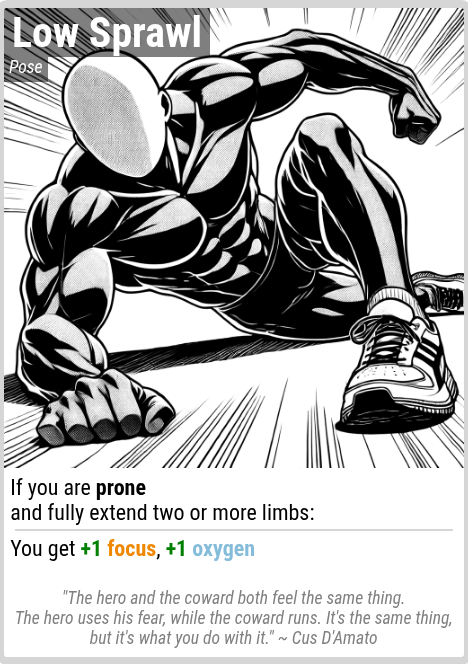 Low Sprawl
Pose
If you are prone
and fully extend two or more limbs:
You get +1 focus, +1 oxygen
"The hero and the coward both feel the same thing.
The hero uses his fear, while the coward runs. It's the same thing,
but it's what you do with it." ~ Cus D'Amato